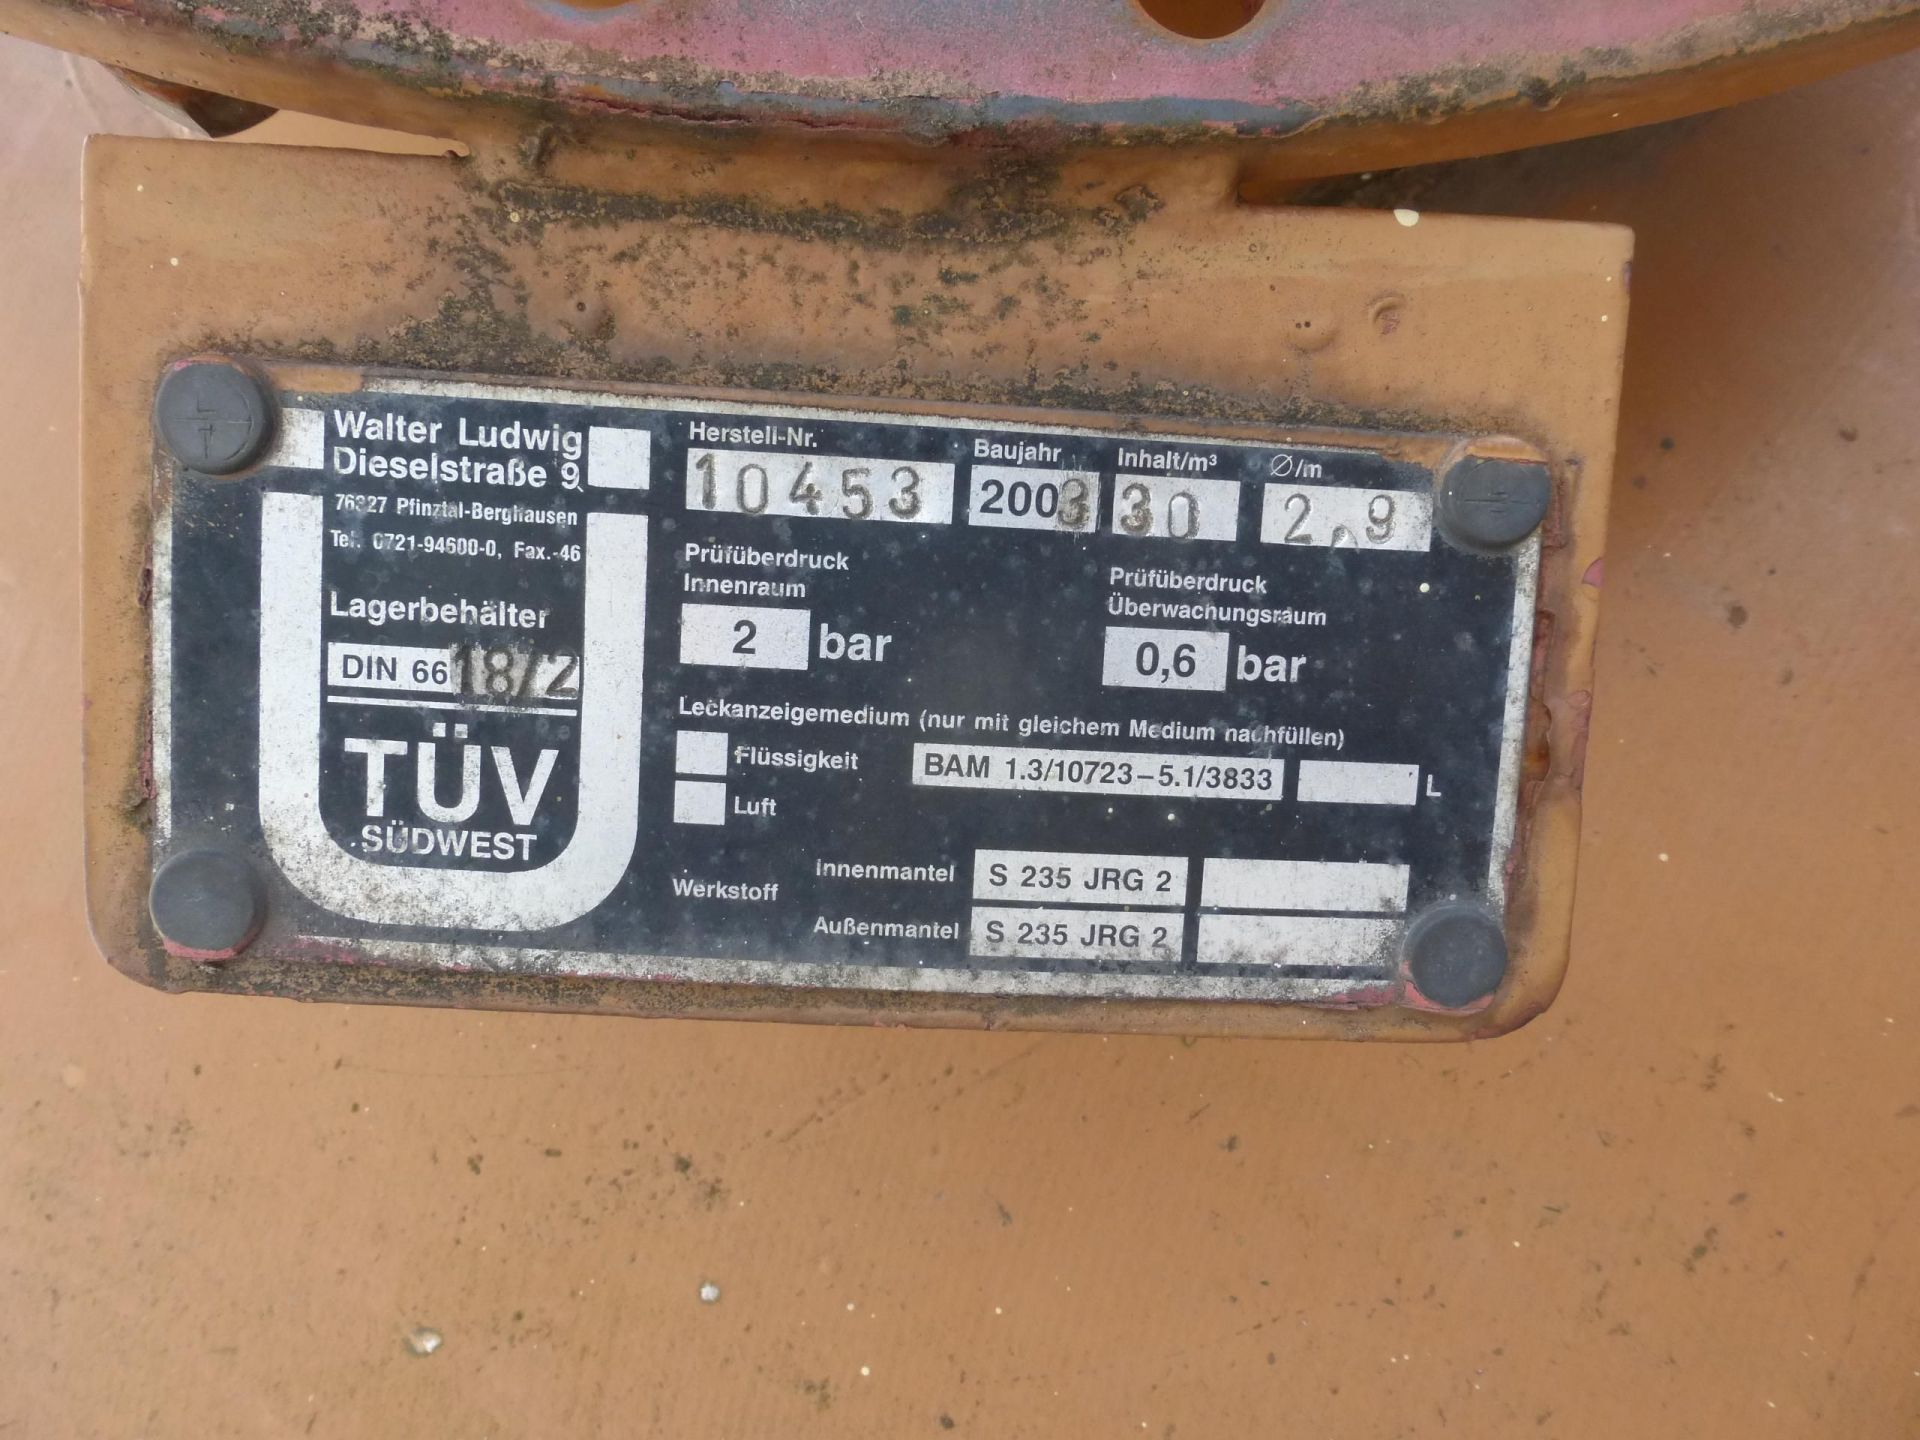 Walter Ludwig
Dieselstraße 9
76327 Pfinztal-Berghausen
Tel. 0721-94600-0, Fax.-46
Lagerbehälter
DIN 6618/2
TÜV
SÜDWEST
Herstell-Nr. Baujahr Inhalt/m³ Ø/m
10453 2003 30 2,9
Prüfüberdruck
Innenraum
2 bar
Prüfüberdruck
Überwachungsraum
0,6 bar
Leckanzeigemedium (nur mit gleichem Medium nachfüllen)
Flüssigkeit BAM 1.3/10723–5.1/3833 L
Luft
Werkstoff
Innenmantel S 235 JRG 2
Außenmantel S 235 JRG 2